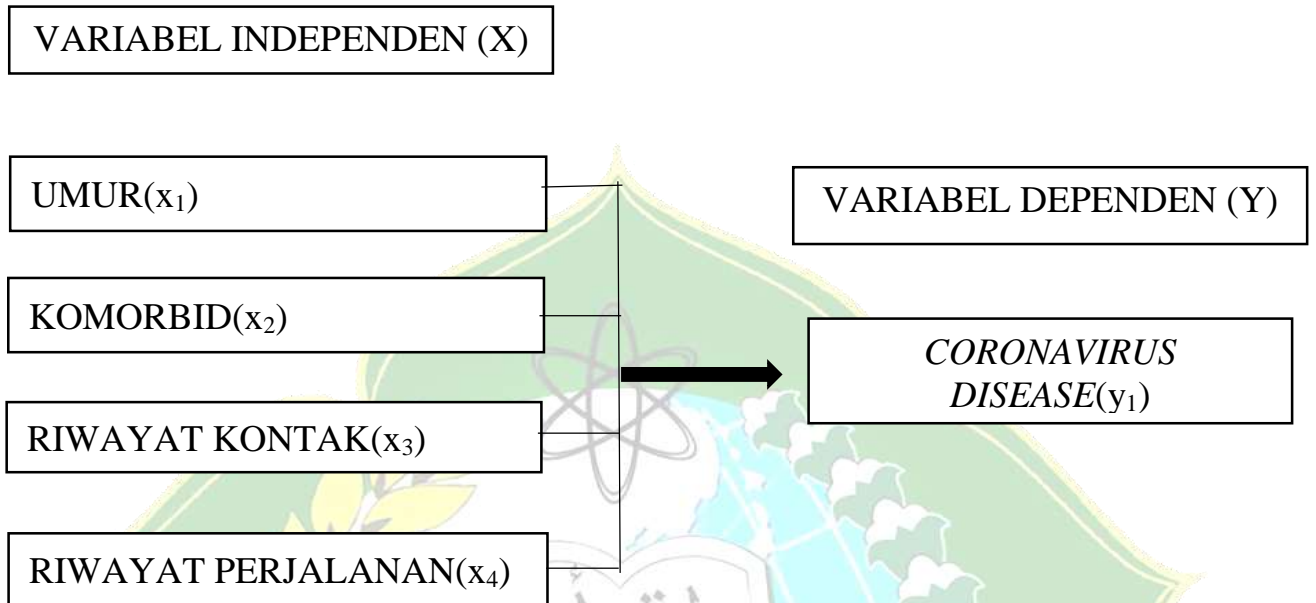 VARIABEL INDEPENDEN (X)
UMUR(x₁)
VARIABEL DEPENDEN (Y)
KOMORBID(x₂)
CORONAVIRUS
DISEASE(y₁)
RIWAYAT KONTAK(x₃)
RIWAYAT PERJALANAN(x₄)